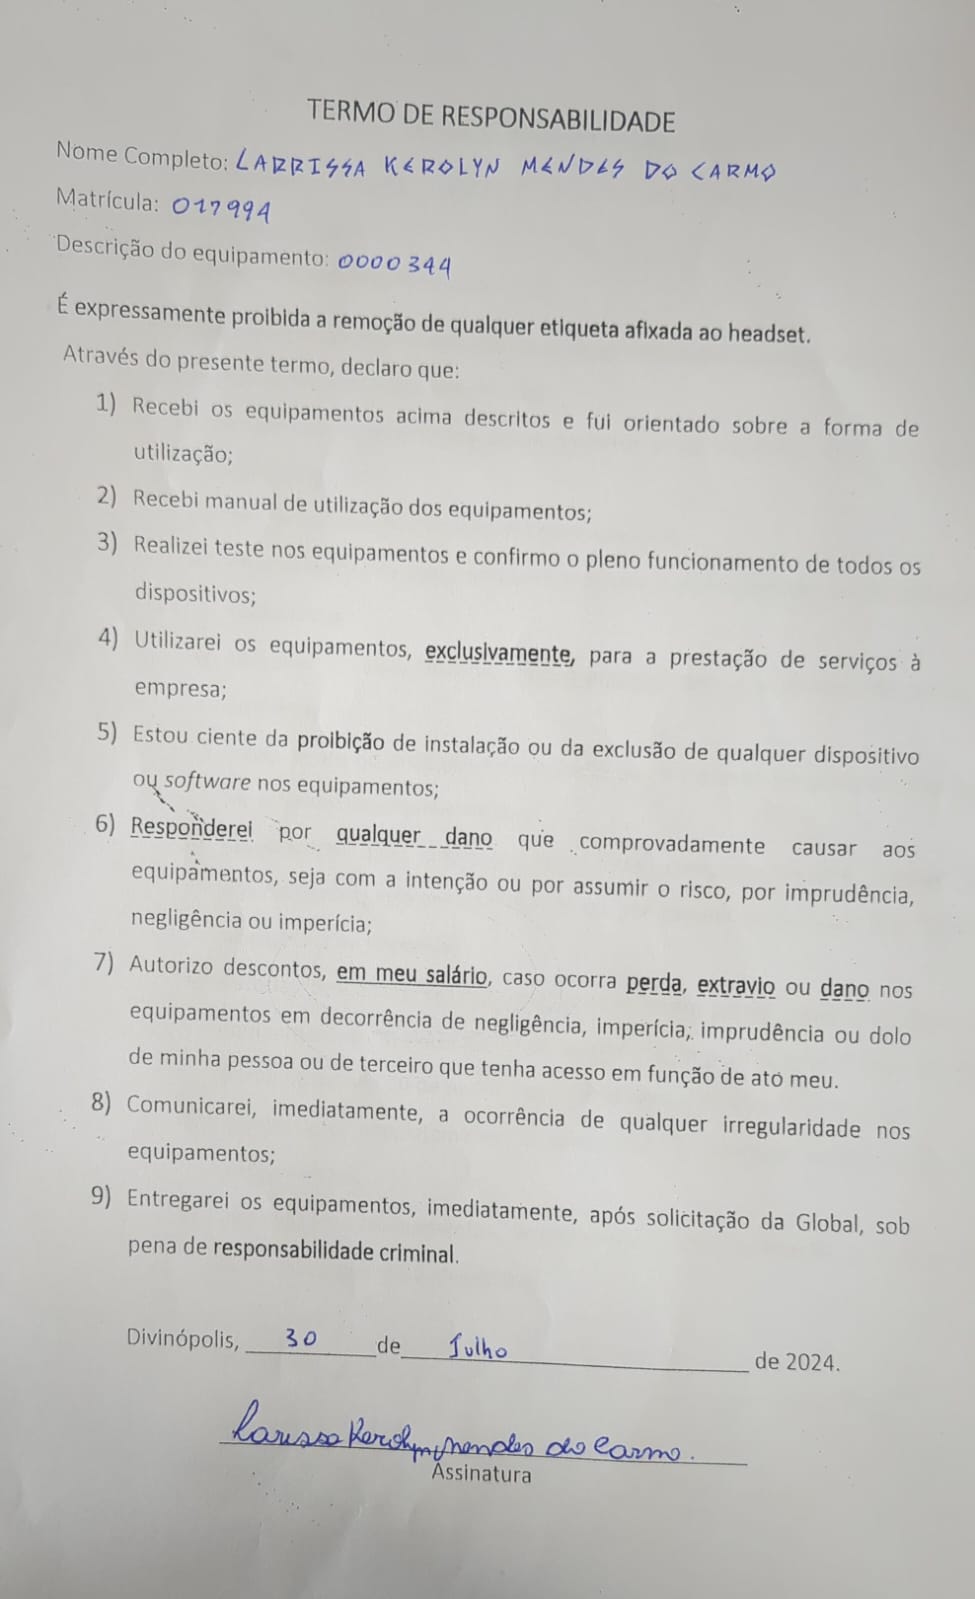 TERMO DE RESPONSABILIDADE
Nome Completo: LARRISSA KEROLYN MENDES DO CARMO
Matrícula: 017994
Descrição do equipamento: 0000344
É expressamente proibida a remoção de qualquer etiqueta afixada ao headset.
Através do presente termo, declaro que:
1) Recebi os equipamentos acima descritos e fui orientado sobre a forma de
utilização;
2) Recebi manual de utilização dos equipamentos;
3) Realizei teste nos equipamentos e confirmo o pleno funcionamento de todos os
dispositivos;
4) Utilizarei os equipamentos, exclusivamente, para a prestação de serviços à
empresa;
5) Estou ciente da proibição de instalação ou da exclusão de qualquer dispositivo
ou software nos equipamentos;
6) Responderei por qualquer dano que comprovadamente causar aos
equipamentos, seja com a intenção ou por assumir o risco, por imprudência,
negligência ou imperícia;
7) Autorizo descontos, em meu salário, caso ocorra perda, extravio ou dano nos
equipamentos em decorrência de negligência, imperícia, imprudência ou dolo
de minha pessoa ou de terceiro que tenha acesso em função de ato meu.
8) Comunicarei, imediatamente, a ocorrência de qualquer irregularidade nos
equipamentos;
9) Entregarei os equipamentos, imediatamente, após solicitação da Global, sob
pena de responsabilidade criminal.
Divinópolis, 30 de Julho de 2024.
Larissa Kerolyn Mendes do Carmo.
Assinatura